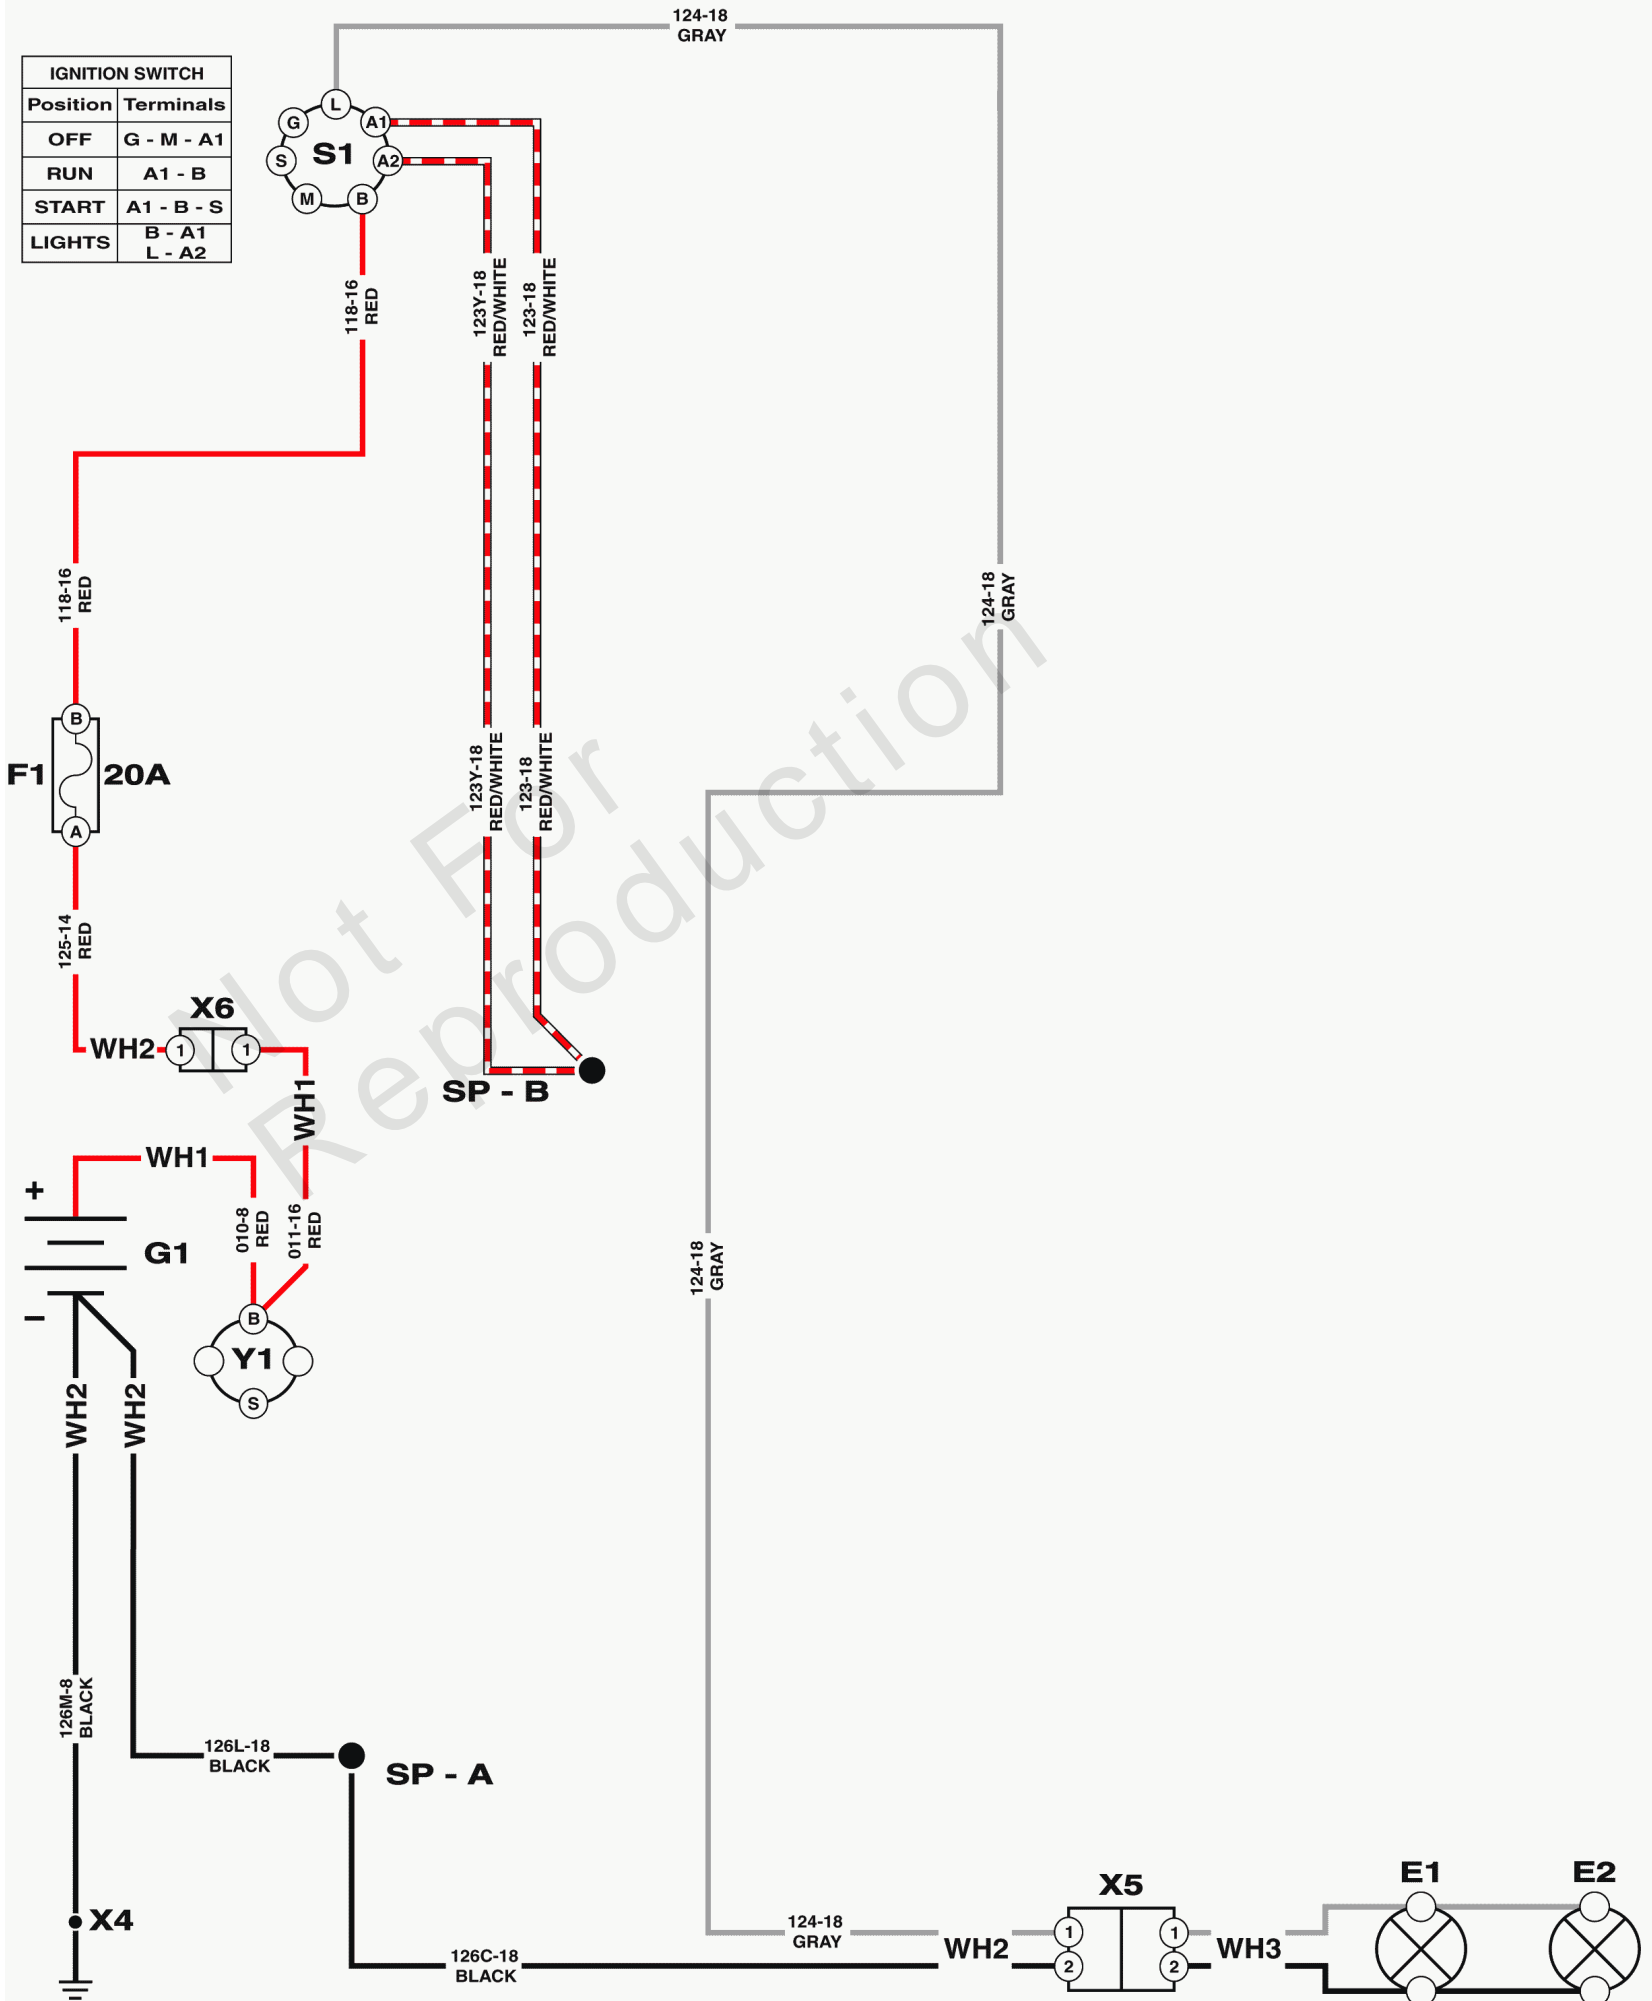 124-18
GRAY
IGNITION SWITCH
Position Terminals
OFF G - M - A1
RUN A1 - B
START A1 - B - S
LIGHTS B - A1
L - A2
L
G
A1
S
S1
A2
M
B
118-16
RED
123Y-18
RED/WHITE
123-18
RED/WHITE
118-16
RED
124-18
GRAY
B
F1
20A
A
123Y-18
RED/WHITE
123-18
RED/WHITE
Not For
Reproduction
125-14
RED
X6
WH2
1
1
WH1
SP - B
WH1
+
010-8
RED
011-16
RED
G1
124-18
GRAY
–
B
Y1
S
WH2
WH2
126M-8
BLACK
126L-18
BLACK
SP - A
X4
X5
E1
E2
124-18
GRAY
1
1
WH2
WH3
126C-18
BLACK
2
2